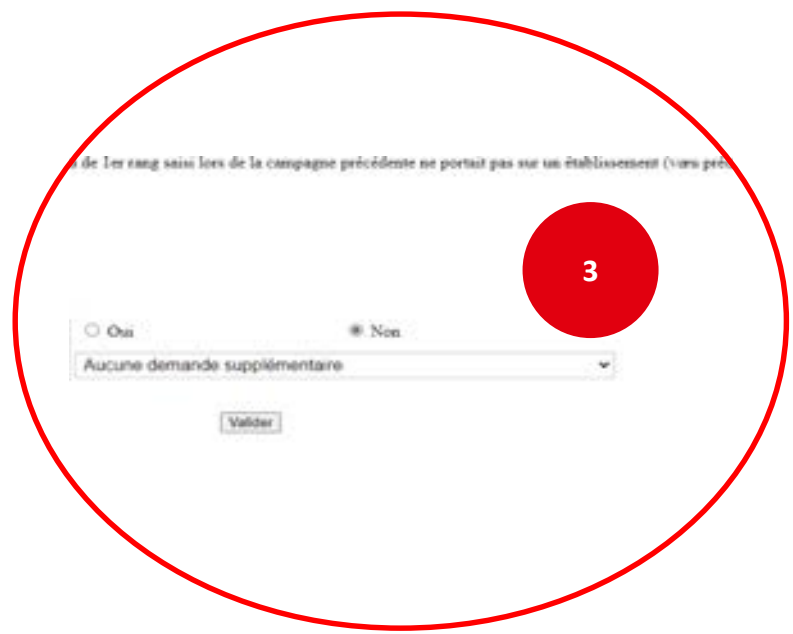 de 1er rang saisi lors de la campagne précédente ne portait pas sur un établissement (vœu
3
Oui Non
Aucune demande supplémentaire
Valider